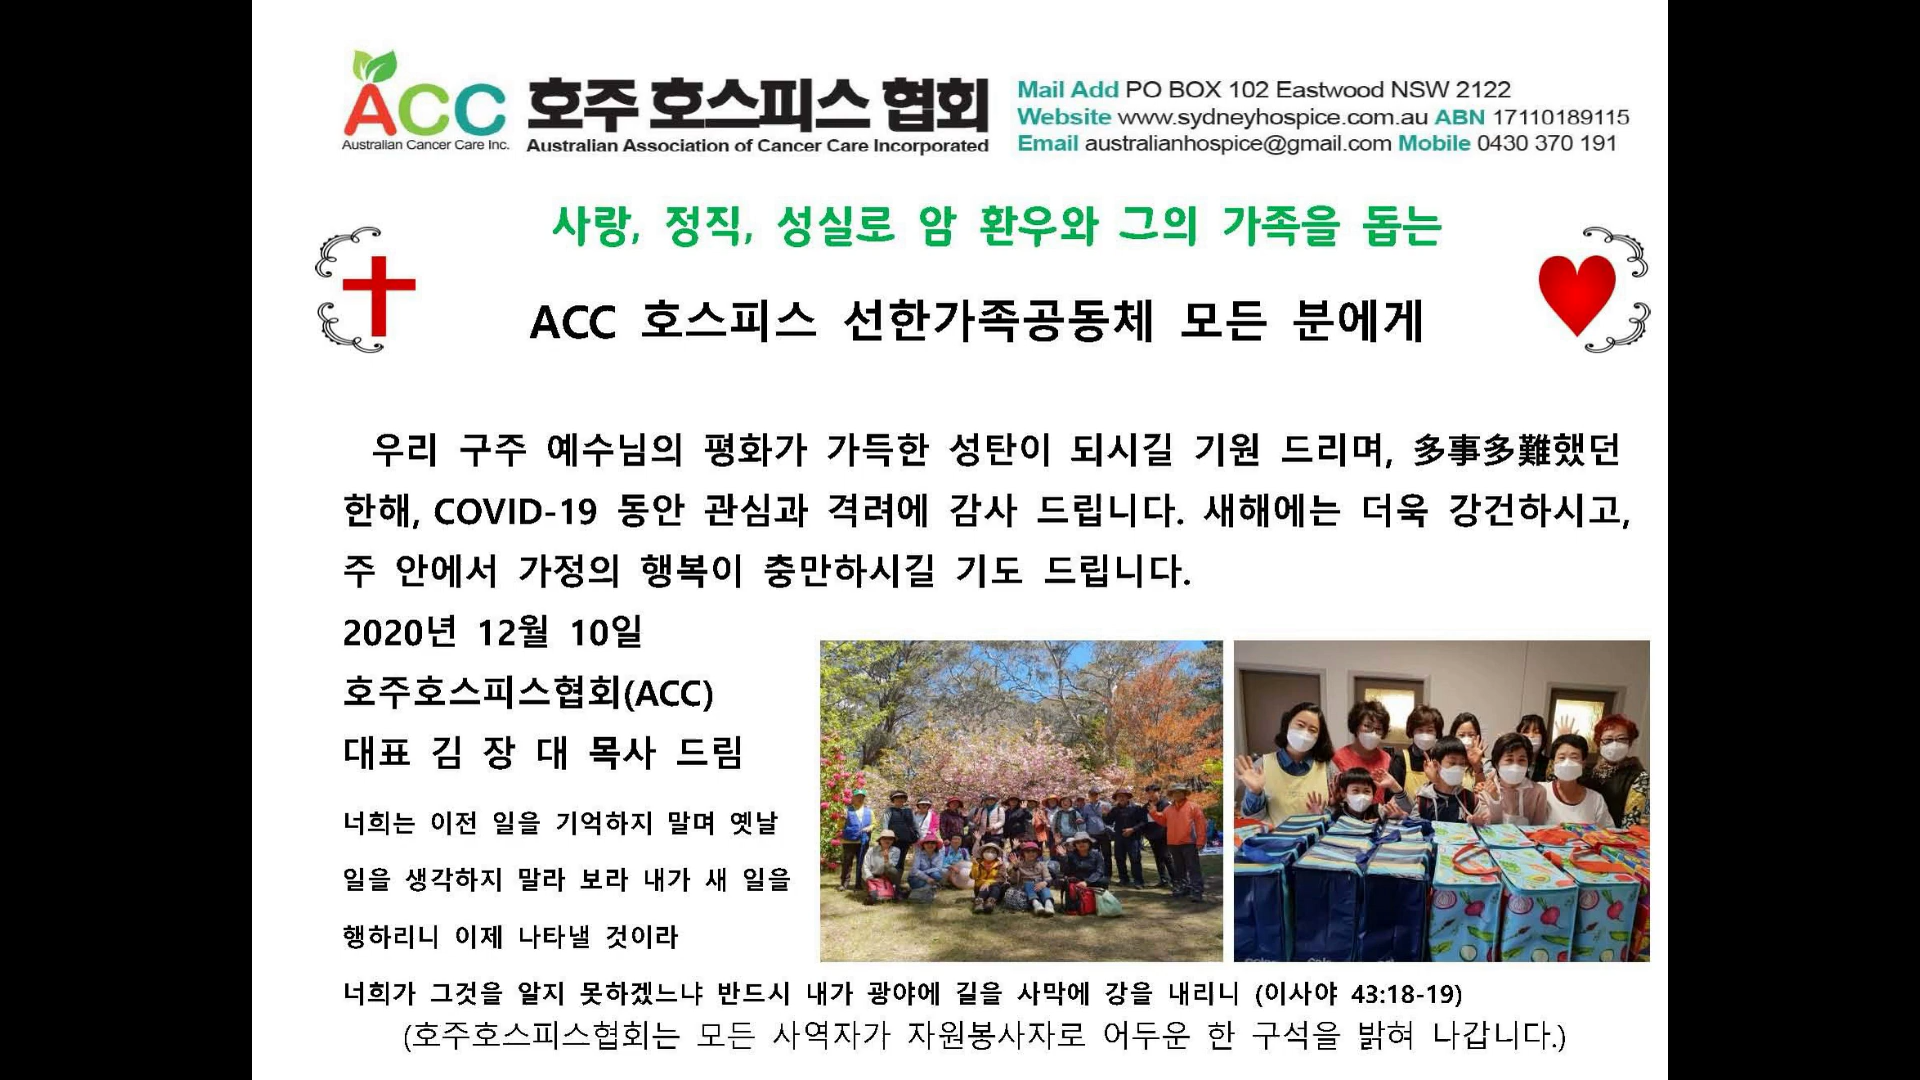 ACC
Australian Cancer Care Inc.
호주 호스피스 협회
Australian Association of Cancer Care Incorporated
Mail Add PO BOX 102 Eastwood NSW 2122
Website www.sydneyhospice.com.au ABN 17110189115
Email australianhospice@gmail.com Mobile 0430 370 191
사랑, 정직, 성실로 암 환우와 그의 가족을 돕는
ACC 호스피스 선한가족공동체 모든 분에게
우리 구주 예수님의 평화가 가득한 성탄이 되시길 기원 드리며, 多事多難했던
한해, COVID-19 동안 관심과 격려에 감사 드립니다. 새해에는 더욱 강건하시고,
주 안에서 가정의 행복이 충만하시길 기도 드립니다.
2020년 12월 10일
호주호스피스협회(ACC)
대표 김 장 대 목사 드림
너희는 이전 일을 기억하지 말며 옛날
일을 생각하지 말라 보라 내가 새 일을
행하리니 이제 나타낼 것이라
너희가 그것을 알지 못하겠느냐 반드시 내가 광야에 길을 사막에 강을 내리니 (이사야 43:18-19)
(호주호스피스협회는 모든 사역자가 자원봉사자로 어두운 한 구석을 밝혀 나갑니다.)